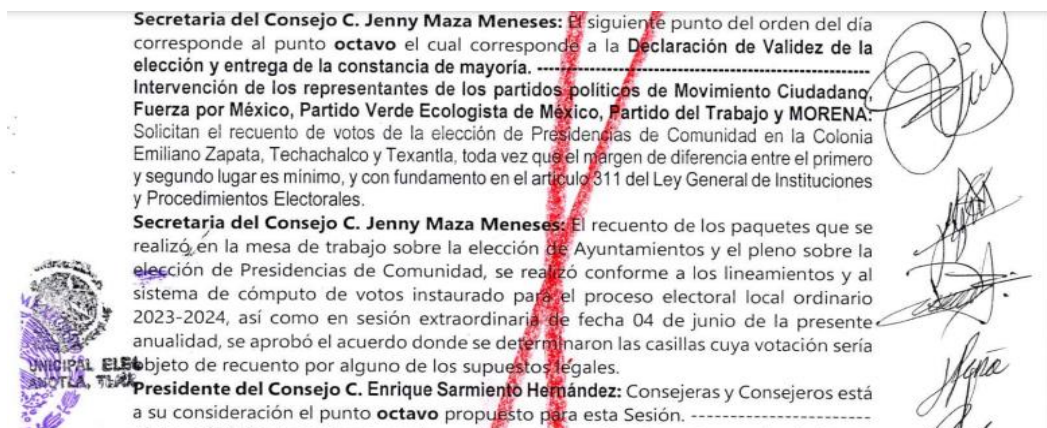 Secretaria del Consejo C. Jenny Maza Meneses: El siguiente punto del orden del día
corresponde al punto octavo el cual corresponde a la Declaración de Validez de la
elección y entrega de la constancia de mayoría. ------------------------------------------------
Intervención de los representantes de los partidos políticos de Movimiento Ciudadano,
Fuerza por México, Partido Verde Ecologista de México, Partido del Trabajo y MORENA:
Solicitan el recuento de votos de la elección de Presidencias de Comunidad en la Colonia
Emiliano Zapata, Techachalco y Texantla, toda vez que el margen de diferencia entre el primero
y segundo lugar es mínimo, y con fundamento en el artículo 311 del Ley General de Instituciones
y Procedimientos Electorales.
Secretaria del Consejo C. Jenny Maza Meneses: El recuento de los paquetes que se
realizó en la mesa de trabajo sobre la elección de Ayuntamientos y el pleno sobre la
elección de Presidencias de Comunidad, se realizó conforme a los lineamientos y al
sistema de cómputo de votos instaurado para el proceso electoral local ordinario
2023-2024, así como en sesión extraordinaria de fecha 04 de junio de la presente
anualidad, se aprobó el acuerdo donde se determinaron las casillas cuya votación sería
objeto de recuento por alguno de los supuestos legales.
Presidente del Consejo C. Enrique Sarmiento Hernández: Consejeras y Consejeros está
a su consideración el punto octavo propuesto para esta Sesión. ---------------------
UNICIPAL ELE